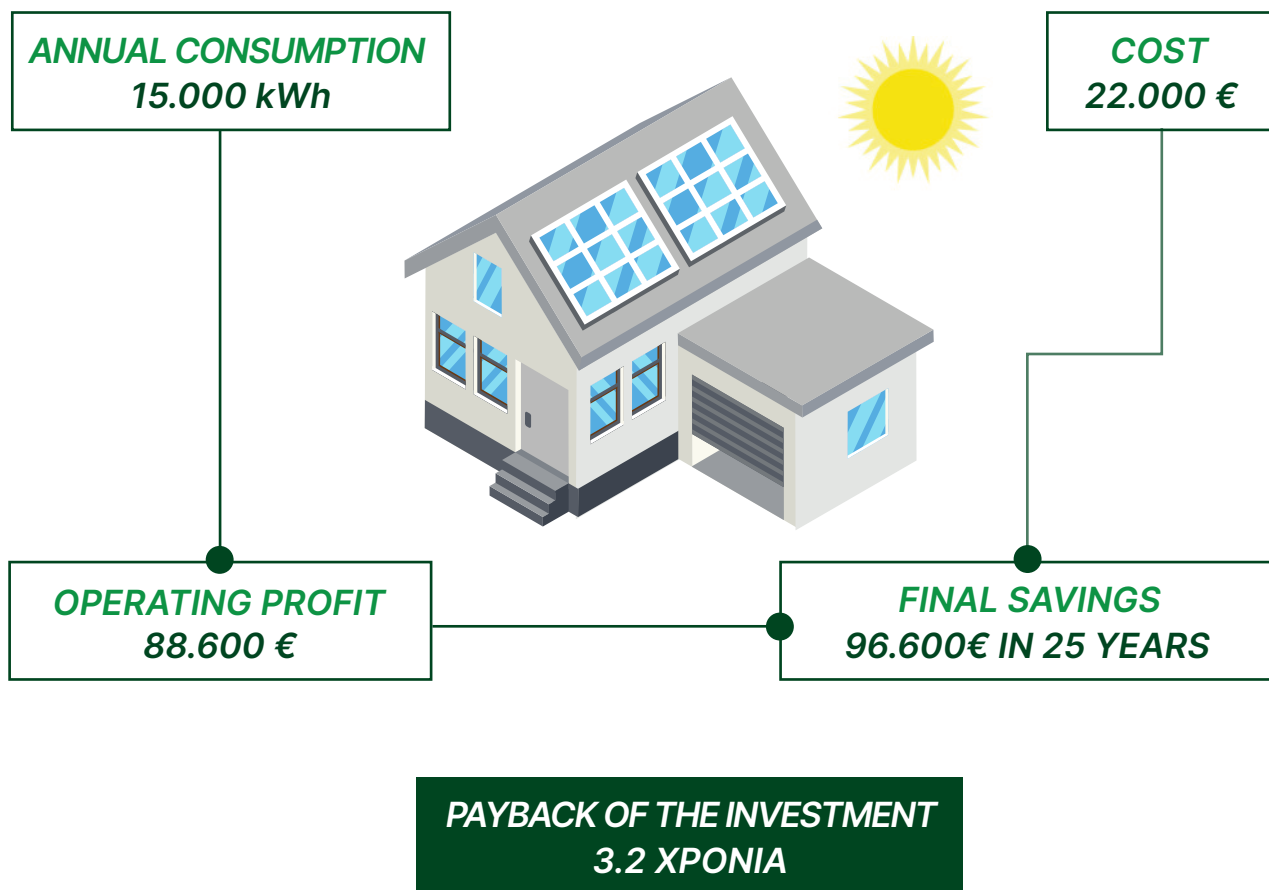 ANNUAL CONSUMPTION
15.000 kWh
COST
22.000 €
OPERATING PROFIT
88.600 €
FINAL SAVINGS
96.600€ IN 25 YEARS
PAYBACK OF THE INVESTMENT
3.2 ΧΡΟΝΙΑ